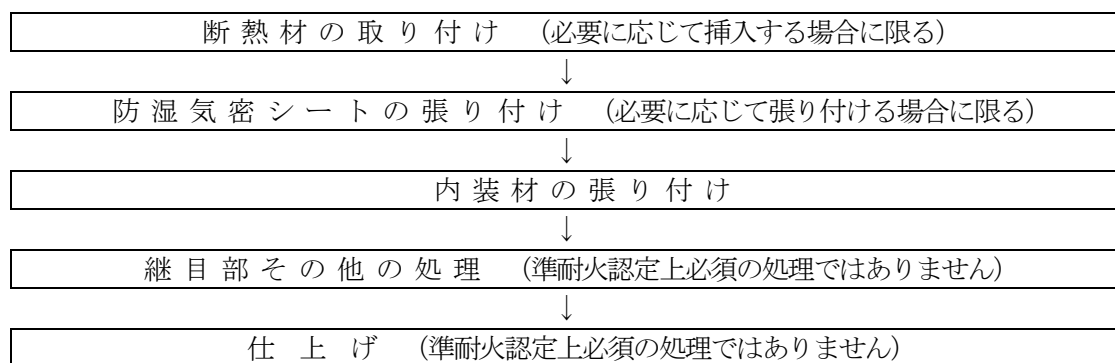 断熱材の取り付け （必要に応じて挿入する場合に限る）
↓
防湿気密シートの張り付け （必要に応じて張り付ける場合に限る）
↓
内装材の張り付け
↓
継目部その他の処理 （準耐火認定上必須の処理ではありません）
↓
仕上げ （準耐火認定上必須の処理ではありません）